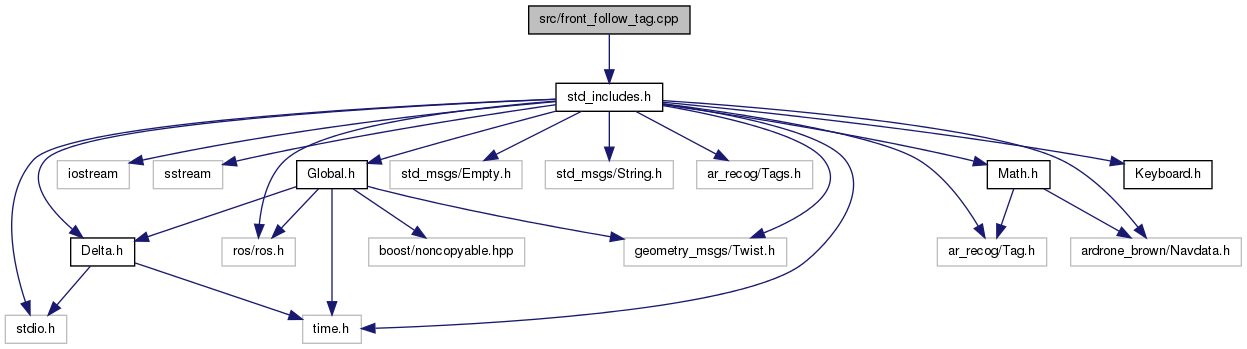 src/front_follow_tag.cpp
std_includes.h
iostream
sstream
Global.h
std_msgs/Empty.h
std_msgs/String.h
ar_recog/Tags.h
Math.h
Keyboard.h
Delta.h
ros/ros.h
boost/noncopyable.hpp
geometry_msgs/Twist.h
ar_recog/Tag.h
ardrone_brown/Navdata.h
stdio.h
time.h